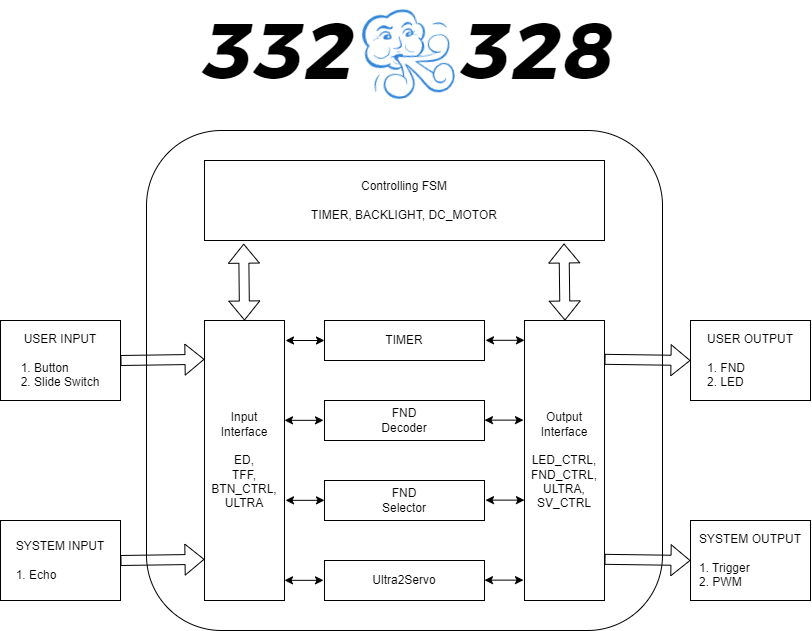 332 328
Controlling FSM
TIMER, BACKLIGHT, DC_MOTOR
USER INPUT
1. Button
2. Slide Switch
SYSTEM INPUT
1. Echo
Input
Interface
ED,
TFF,
BTN_CTRL,
ULTRA
TIMER
FND
Decoder
FND
Selector
Ultra2Servo
Output
Interface
LED_CTRL,
FND_CTRL,
ULTRA,
SV_CTRL
USER OUTPUT
1. FND
2. LED
SYSTEM OUTPUT
1. Trigger
2. PWM